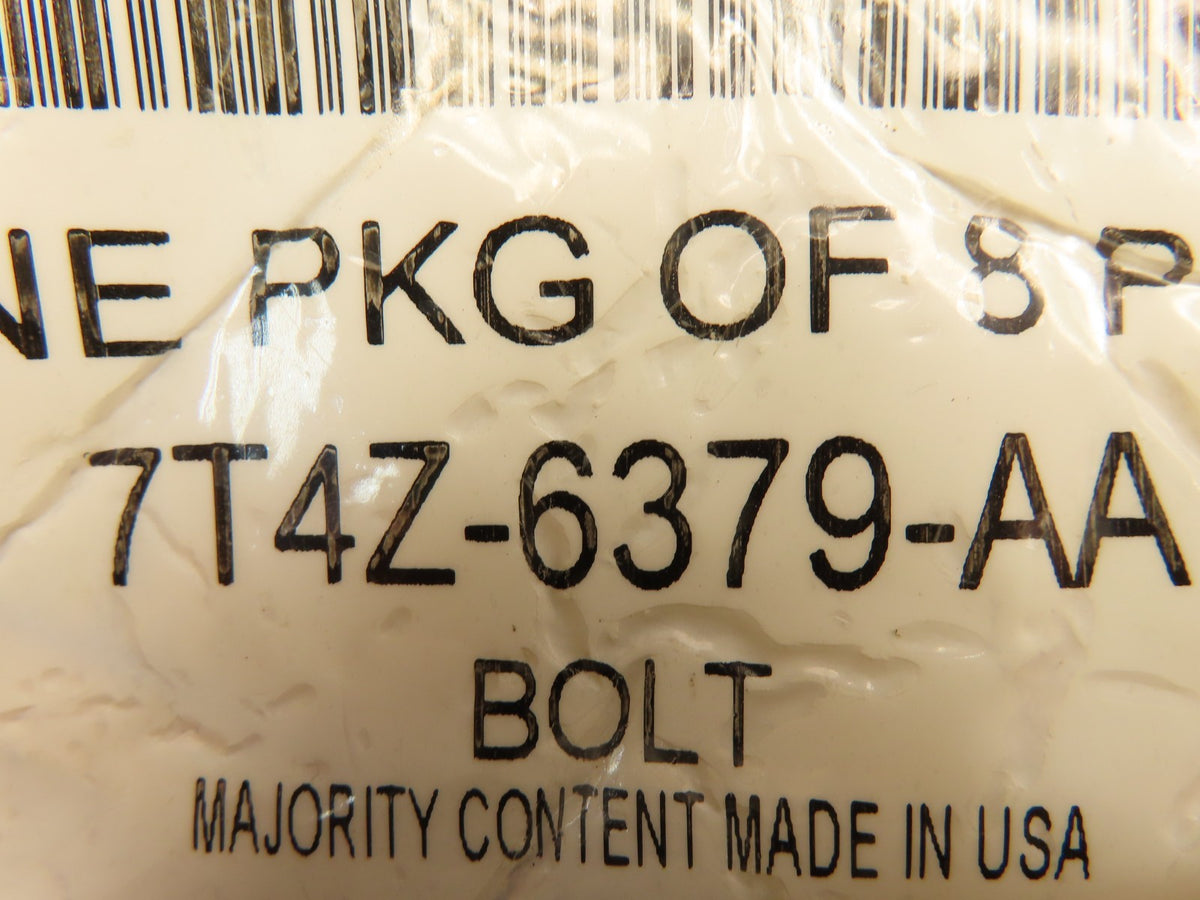 NE PKG OF 8 P
7T4Z-6379-AA
BOLT
MAJORITY CONTENT MADE IN USA